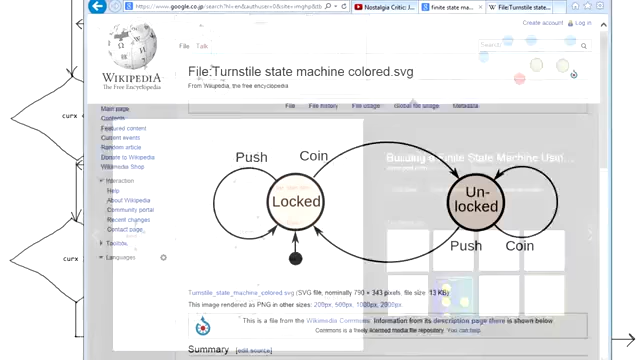 https://www.google.co.jp/search?hl=en&authuser=0&site=imghp&tb
Nostalgia Critic: J
finite state mac
File:Turnstile state
Create account
Log in
File Talk
Search
WIKIPEDIA
The Free Encyclopedia
File:Turnstile state machine colored.svg
From Wikipedia, the free encyclopedia
File File history File usage Global file usage Metadata
Main page
Contents
Featured content
Current events
Random article
Donate to Wikipedia
Wikimedia Shop
Interaction
Help
About Wikipedia
Community portal
Recent changes
Contact page
Toolbox
Languages
curx
curx
Building a Finite State Machine Usin...
Push
Coin
Locked
Un-
locked
Push
Coin
Turnstile_state_machine_colored.svg (SVG file, nominally 790 × 343 pixels, file size: 13 KB)
This image rendered as PNG in other sizes: 200px, 500px, 1000px, 2000px
This is a file from the Wikimedia Commons. Information from its description page there is shown below.
Commons is a freely licensed media file repository. You can help.
Summary [edit source]